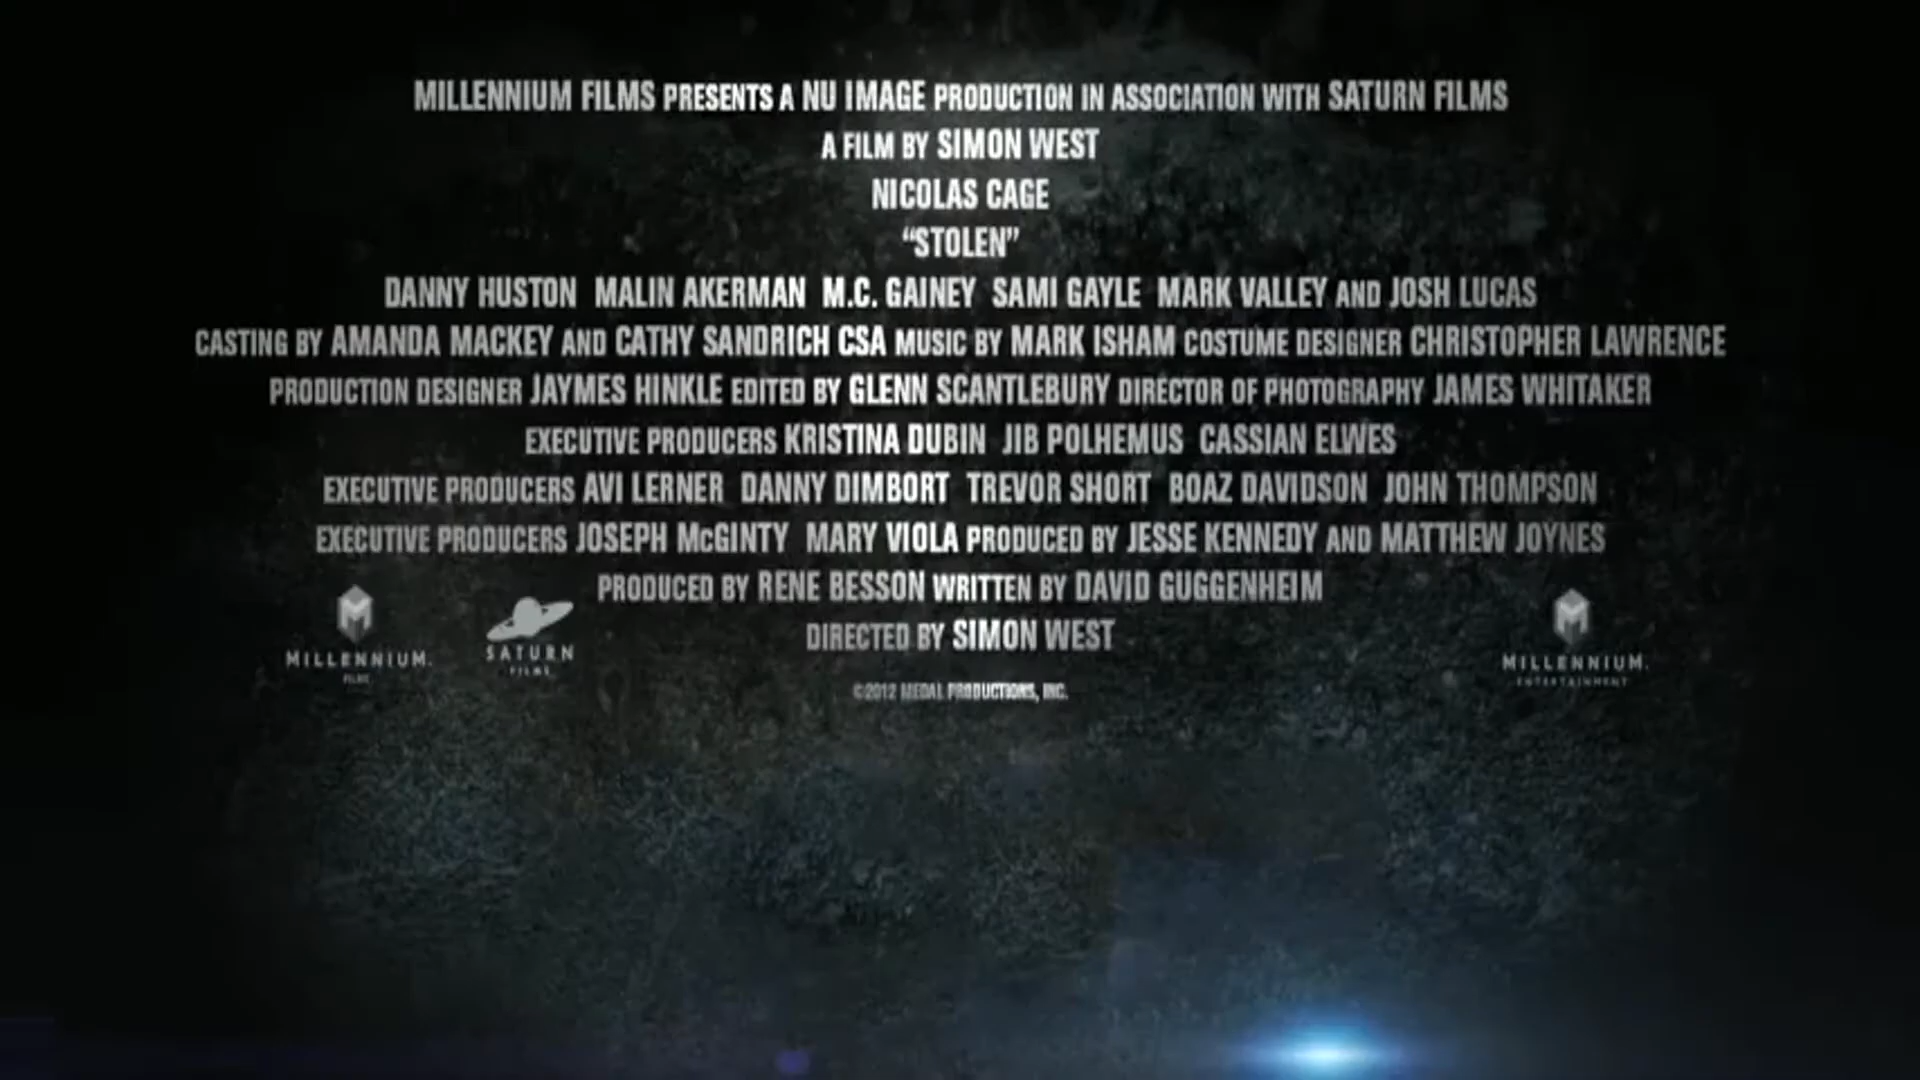 MILLENNIUM FILMS PRESENTS A NU IMAGE PRODUCTION IN ASSOCIATION WITH SATURN FILMS
A FILM BY SIMON WEST
NICOLAS CAGE
“STOLEN”
DANNY HUSTON MALIN AKERMAN M.C. GAINEY SAMI GAYLE MARK VALLEY AND JOSH LUCAS
CASTING BY AMANDA MACKEY AND CATHY SANDRICH CSA MUSIC BY MARK ISHAM COSTUME DESIGNER CHRISTOPHER LAWRENCE
PRODUCTION DESIGNER JAYMES HINKLE EDITED BY GLENN SCANTLEBURY DIRECTOR OF PHOTOGRAPHY JAMES WHITAKER
EXECUTIVE PRODUCERS KRISTINA DUBIN JIB POLHEMUS CASSIAN ELWES
EXECUTIVE PRODUCERS AVI LERNER DANNY DIMBORT TREVOR SHORT BOAZ DAVIDSON JOHN THOMPSON
EXECUTIVE PRODUCERS JOSEPH McGINTY MARY VIOLA PRODUCED BY JESSE KENNEDY AND MATTHEW JOYNES
PRODUCED BY RENE BESSON WRITTEN BY DAVID GUGGENHEIM
DIRECTED BY SIMON WEST
MILLENNIUM.
FILMS
SATURN
FILMS
MILLENNIUM.
ENTERTAINMENT
©2012 MEDAL PRODUCTIONS, INC.